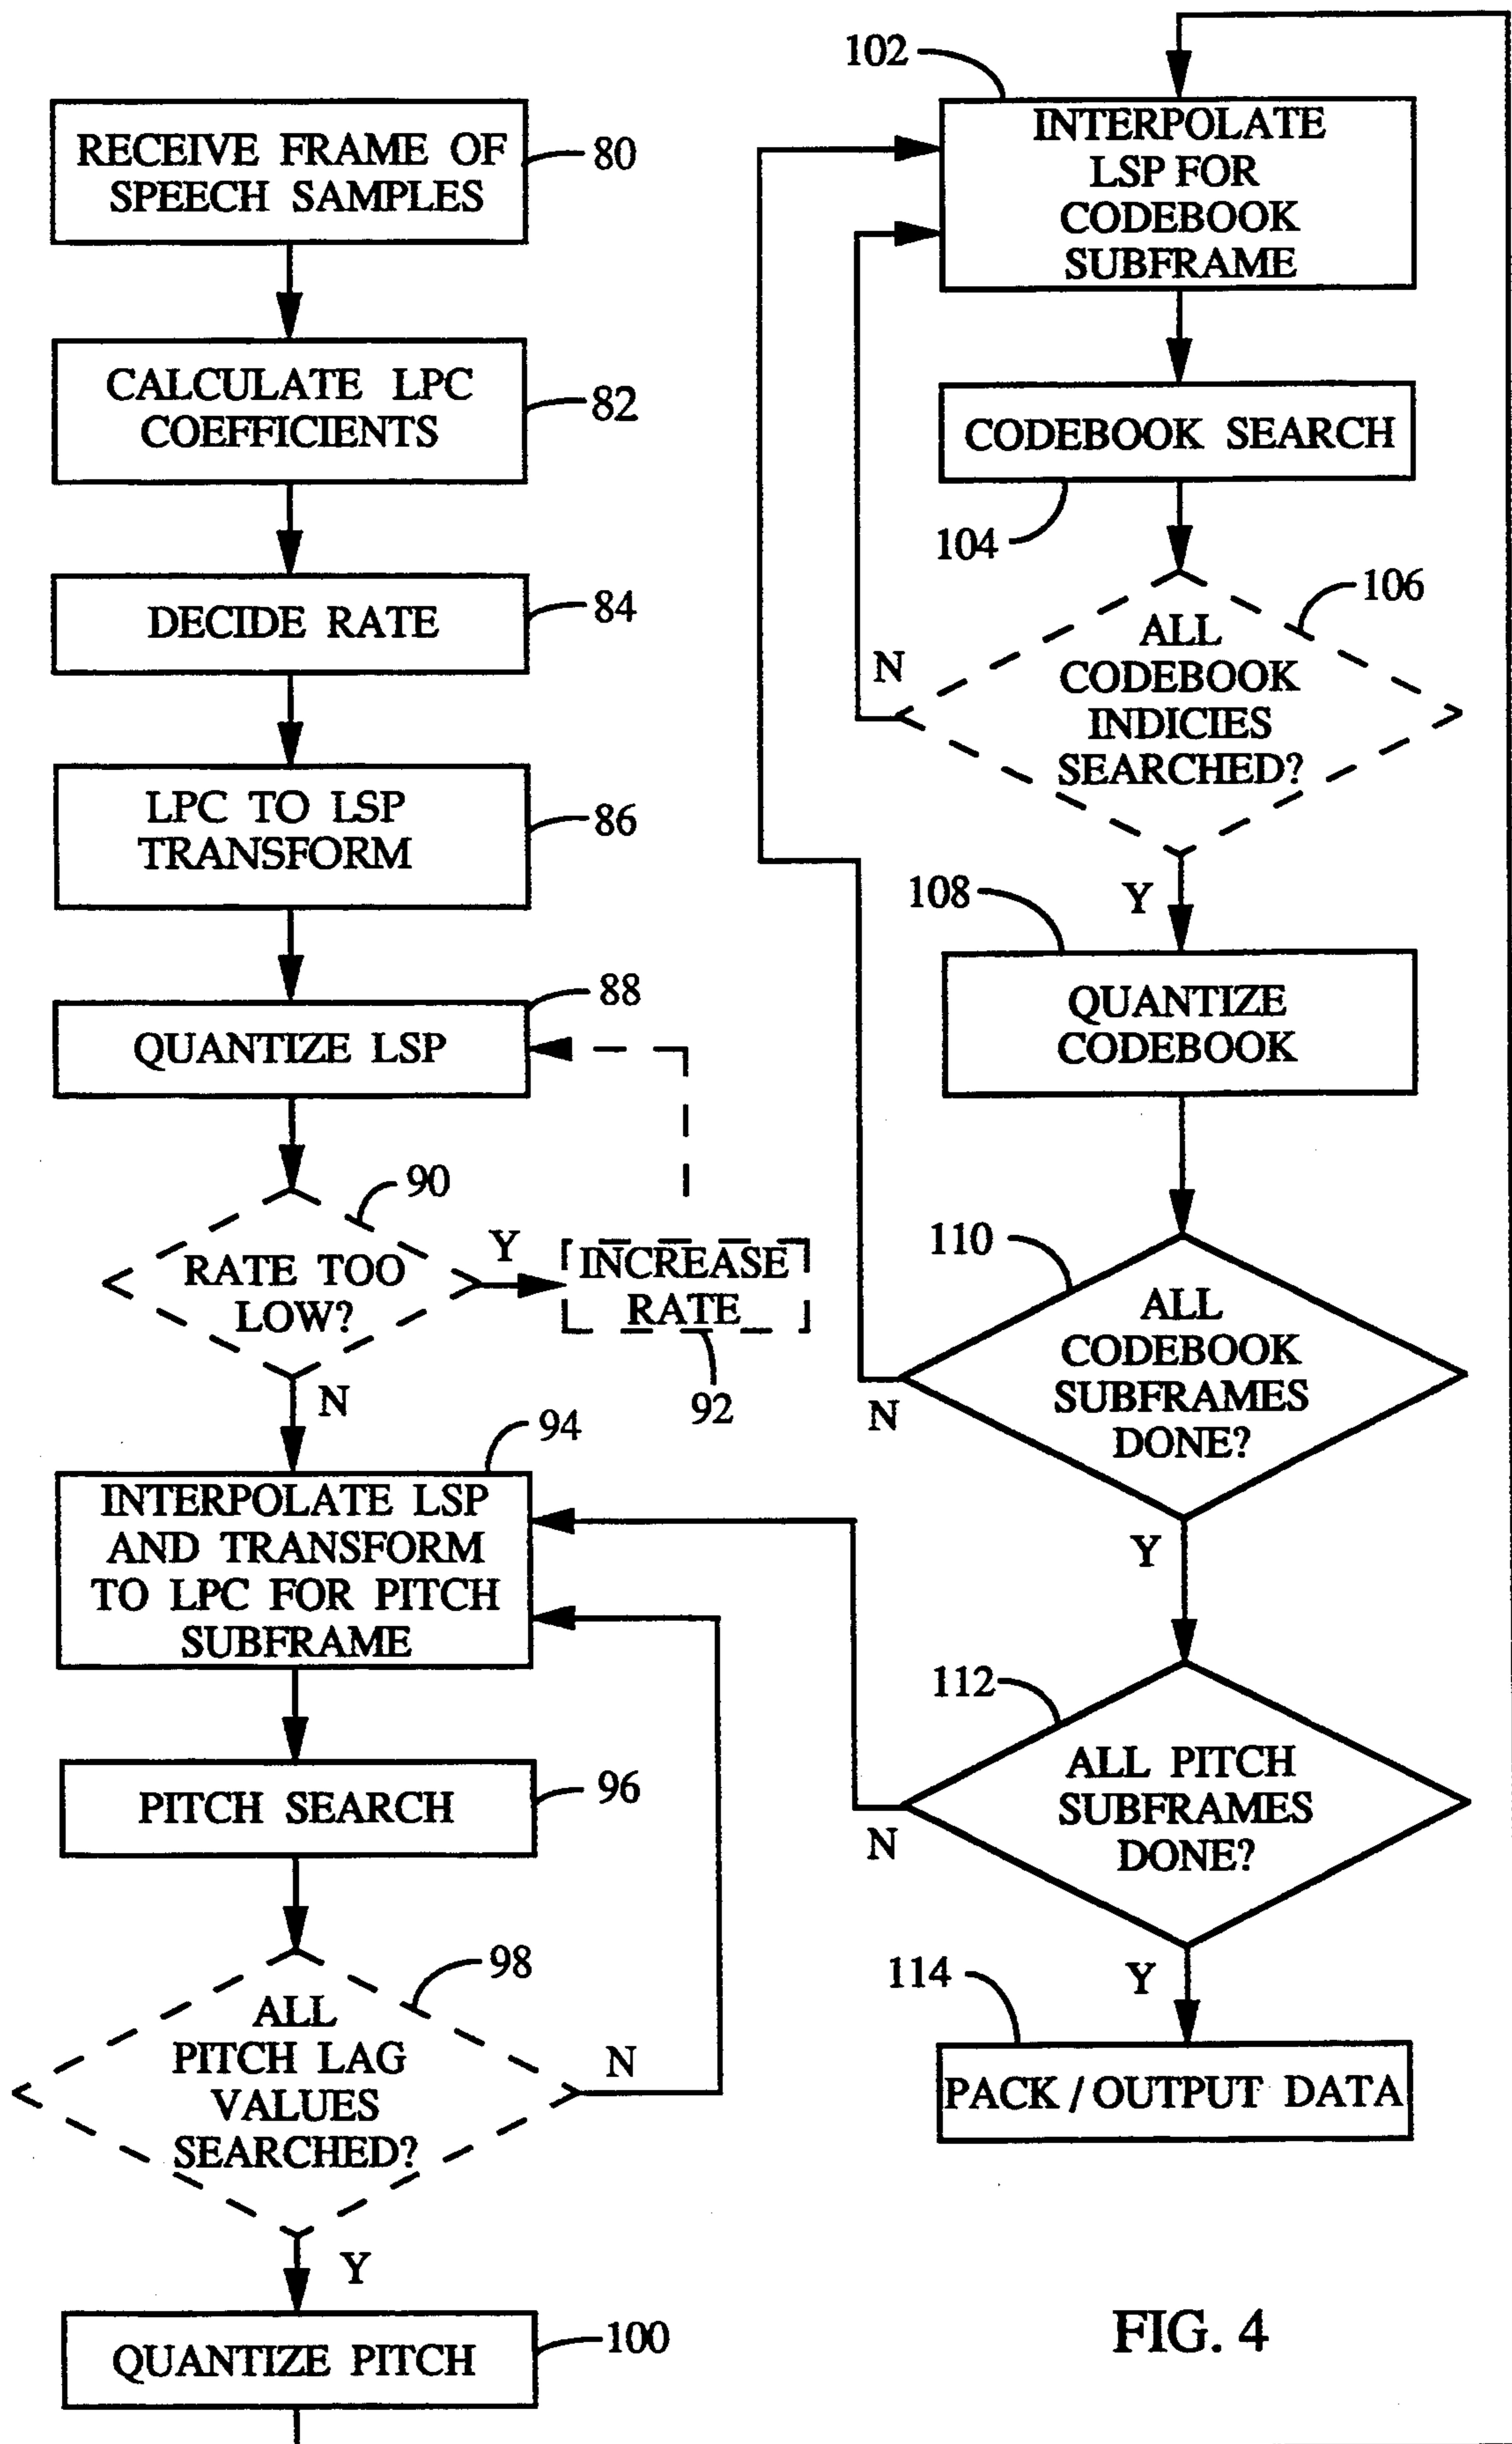 RECEIVE FRAME OF
SPEECH SAMPLES
80
CALCULATE LPC
COEFFICIENTS
82
DECIDE RATE
84
LPC TO LSP
TRANSFORM
86
88
QUANTIZE LSP
90
RATE TOO
LOW?
Y
INCREASE
RATE
92
N
94
INTERPOLATE LSP
AND TRANSFORM
TO LPC FOR PITCH
SUBFRAME
PITCH SEARCH
96
98
ALL
PITCH LAG
VALUES
SEARCHED?
N
Y
QUANTIZE PITCH
100
102
INTERPOLATE
LSP FOR
CODEBOOK
SUBFRAME
CODEBOOK SEARCH
104
106
ALL
CODEBOOK
INDICIES
SEARCHED?
N
Y
108
QUANTIZE
CODEBOOK
110
ALL
CODEBOOK
SUBFRAMES
DONE?
N
Y
112
ALL PITCH
SUBFRAMES
DONE?
N
Y
114
PACK / OUTPUT DATA
FIG. 4